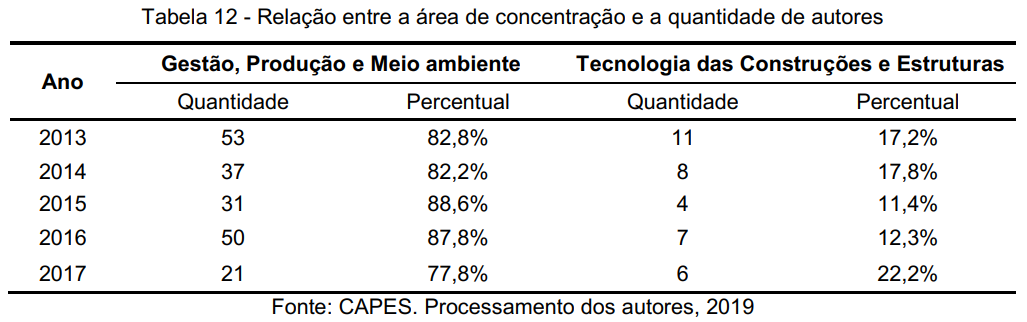 Tabela 12 - Relação entre a área de concentração e a quantidade de autores
Ano Gestão, Produção e Meio ambiente Tecnologia das Construções e Estruturas
Quantidade Percentual Quantidade Percentual
2013 53 82,8% 11 17,2%
2014 37 82,2% 8 17,8%
2015 31 88,6% 4 11,4%
2016 50 87,8% 7 12,3%
2017 21 77,8% 6 22,2%
Fonte: CAPES. Processamento dos autores, 2019